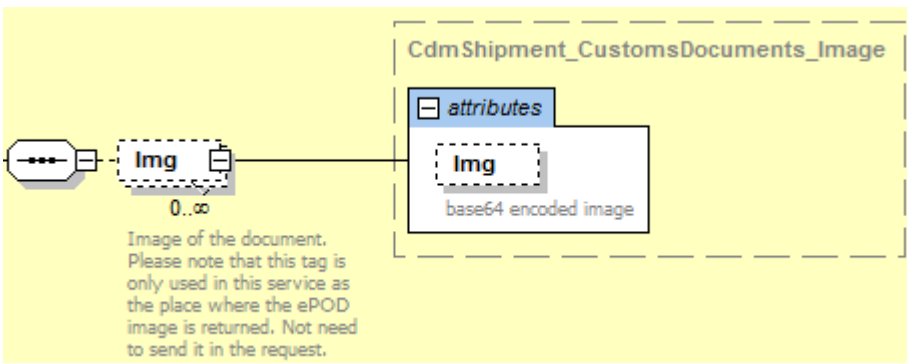 CdmShipment_CustomsDocuments_Image
attributes
Img
Img
base64 encoded image
0..∞
Image of the document.
Please note that this tag is
only used in this service as
the place where the ePOD
image is returned. Not need
to send it in the request.